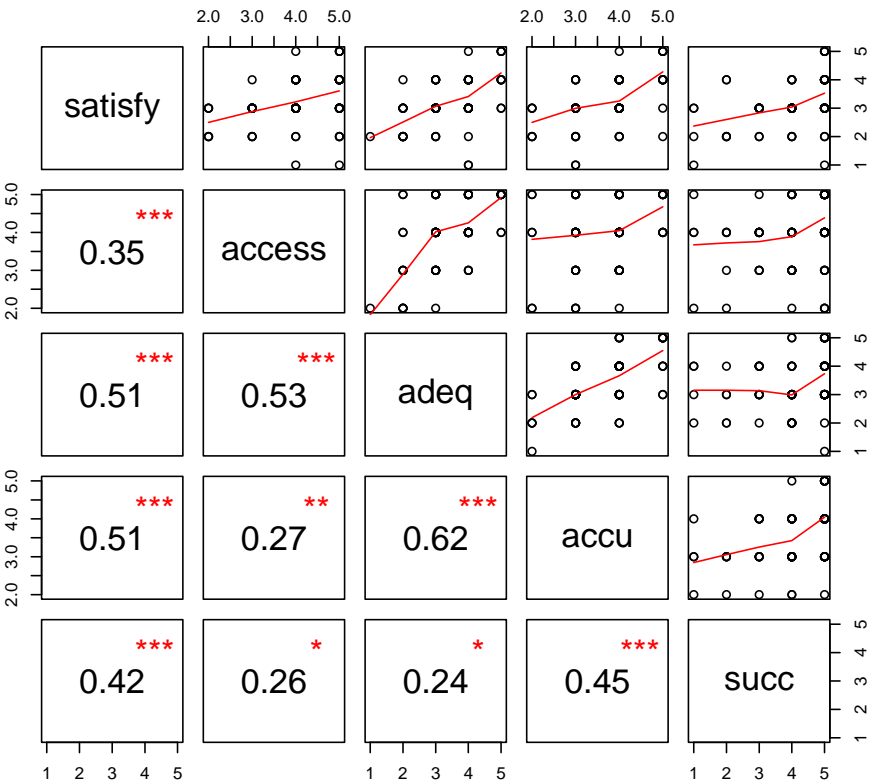 2.0 3.0 4.0 5.0 2.0 3.0 4.0 5.0
satisfy 1 2 3 4 5
2.0 3.0 4.0 5.0 *** 0.35 access
*** 0.51 *** 0.53 adeq 1 2 3 4 5
2.0 3.0 4.0 5.0 *** 0.51 ** 0.27 *** 0.62 accu
*** 0.42 * 0.26 * 0.24 *** 0.45 succ 1 2 3 4 5
1 2 3 4 5 1 2 3 4 5 1 2 3 4 5